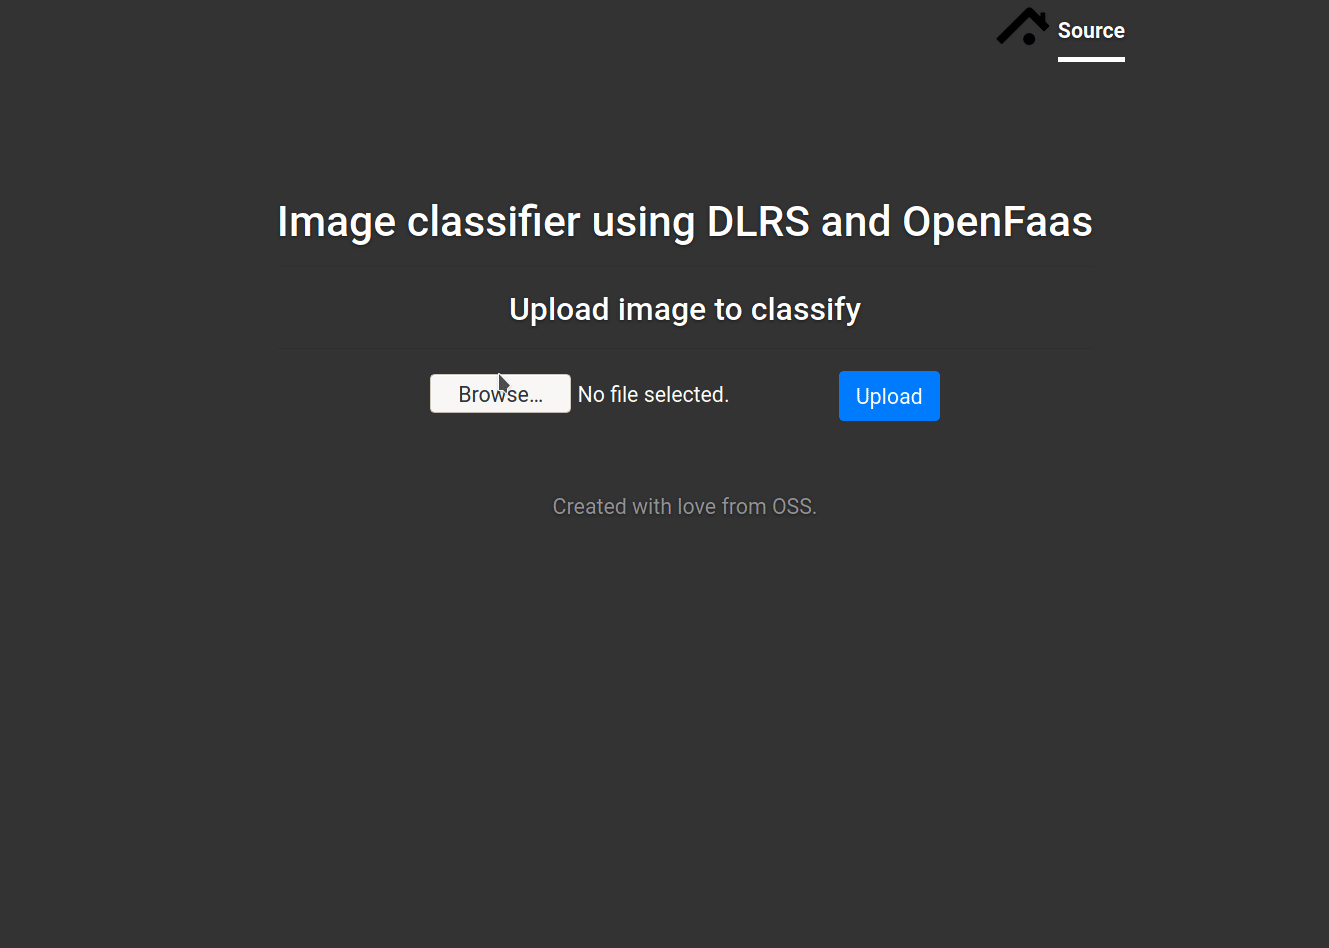 Source
Image classifier using DLRS and OpenFaas
Upload image to classify
Browse... No file selected. Upload
Created with love from OSS.